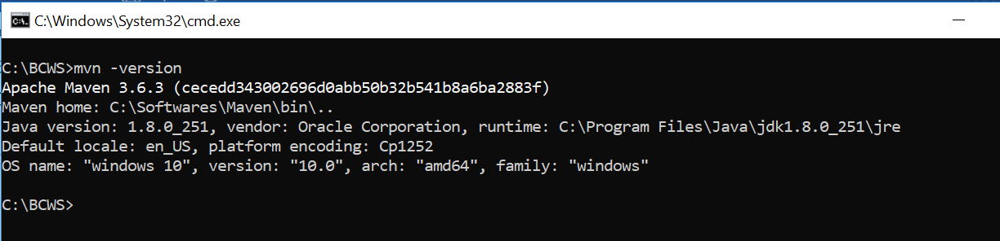 C:\Windows\System32\cmd.exe
C:\BCWS>mvn -version
Apache Maven 3.6.3 (cecedd343002696d0abb50b32b541b8a6ba2883f)
Maven home: C:\Softwares\Maven\bin\..
Java version: 1.8.0_251, vendor: Oracle Corporation, runtime: C:\Program Files\Java\jdk1.8.0_251\jre
Default locale: en_US, platform encoding: Cp1252
OS name: "windows 10", version: "10.0", arch: "amd64", family: "windows"
C:\BCWS>